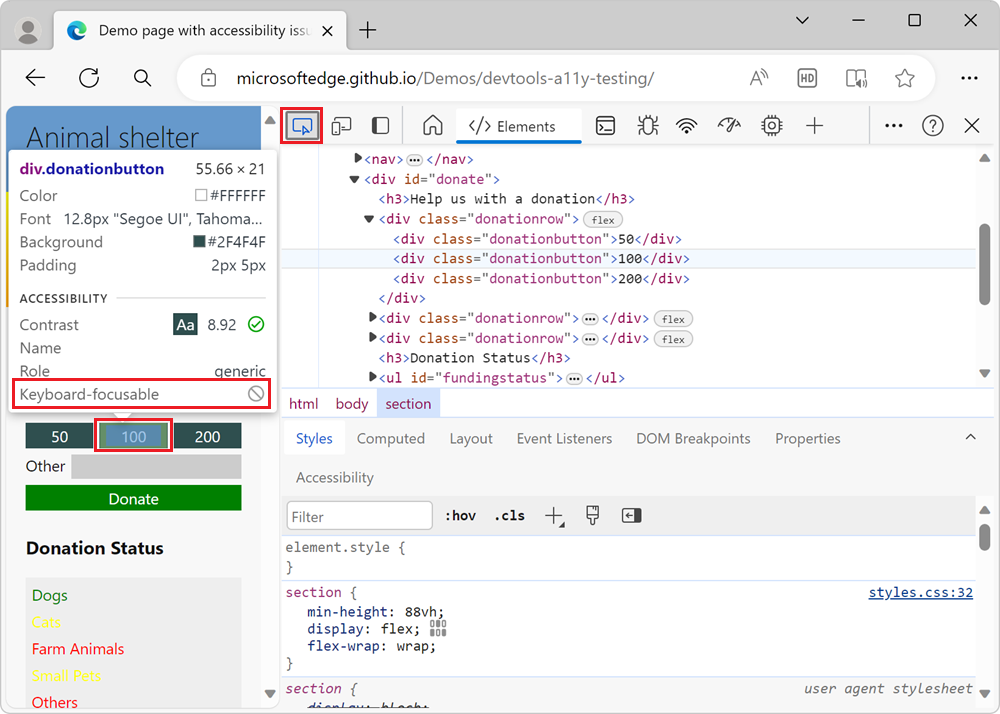 Demo page with accessibility issu
microsoftedge.github.io/Demos/devtools-a11y-testing/
A
HD
Animal shelter
div.donationbutton 55.66 × 21
Color #FFFFFF
Font 12.8px "Segoe UI", Tahoma...
Background #2F4F4F
Padding 2px 5px
ACCESSIBILITY
Contrast Aa 8.92
Name
Role generic
Keyboard-focusable
50 100 200
Other
Donate
Donation Status
Dogs
Cats
Farm Animals
Small Pets
Others
</> Elements
<nav> ••• </nav>
<div id="donate">
<h3>Help us with a donation</h3>
<div class="donationrow"> flex
<div class="donationbutton">50</div>
<div class="donationbutton">100</div>
<div class="donationbutton">200</div>
</div>
<div class="donationrow"> ••• </div> flex
<div class="donationrow"> ••• </div> flex
<h3>Donation Status</h3>
<ul id="fundingstatus"> ••• </ul>
html body section
Styles Computed Layout Event Listeners DOM Breakpoints Properties
Accessibility
Filter :hov .cls
element.style {
}
section { styles.css:32
min-height: 88vh;
display: flex;
flex-wrap: wrap;
}
section { user agent stylesheet
display: block;